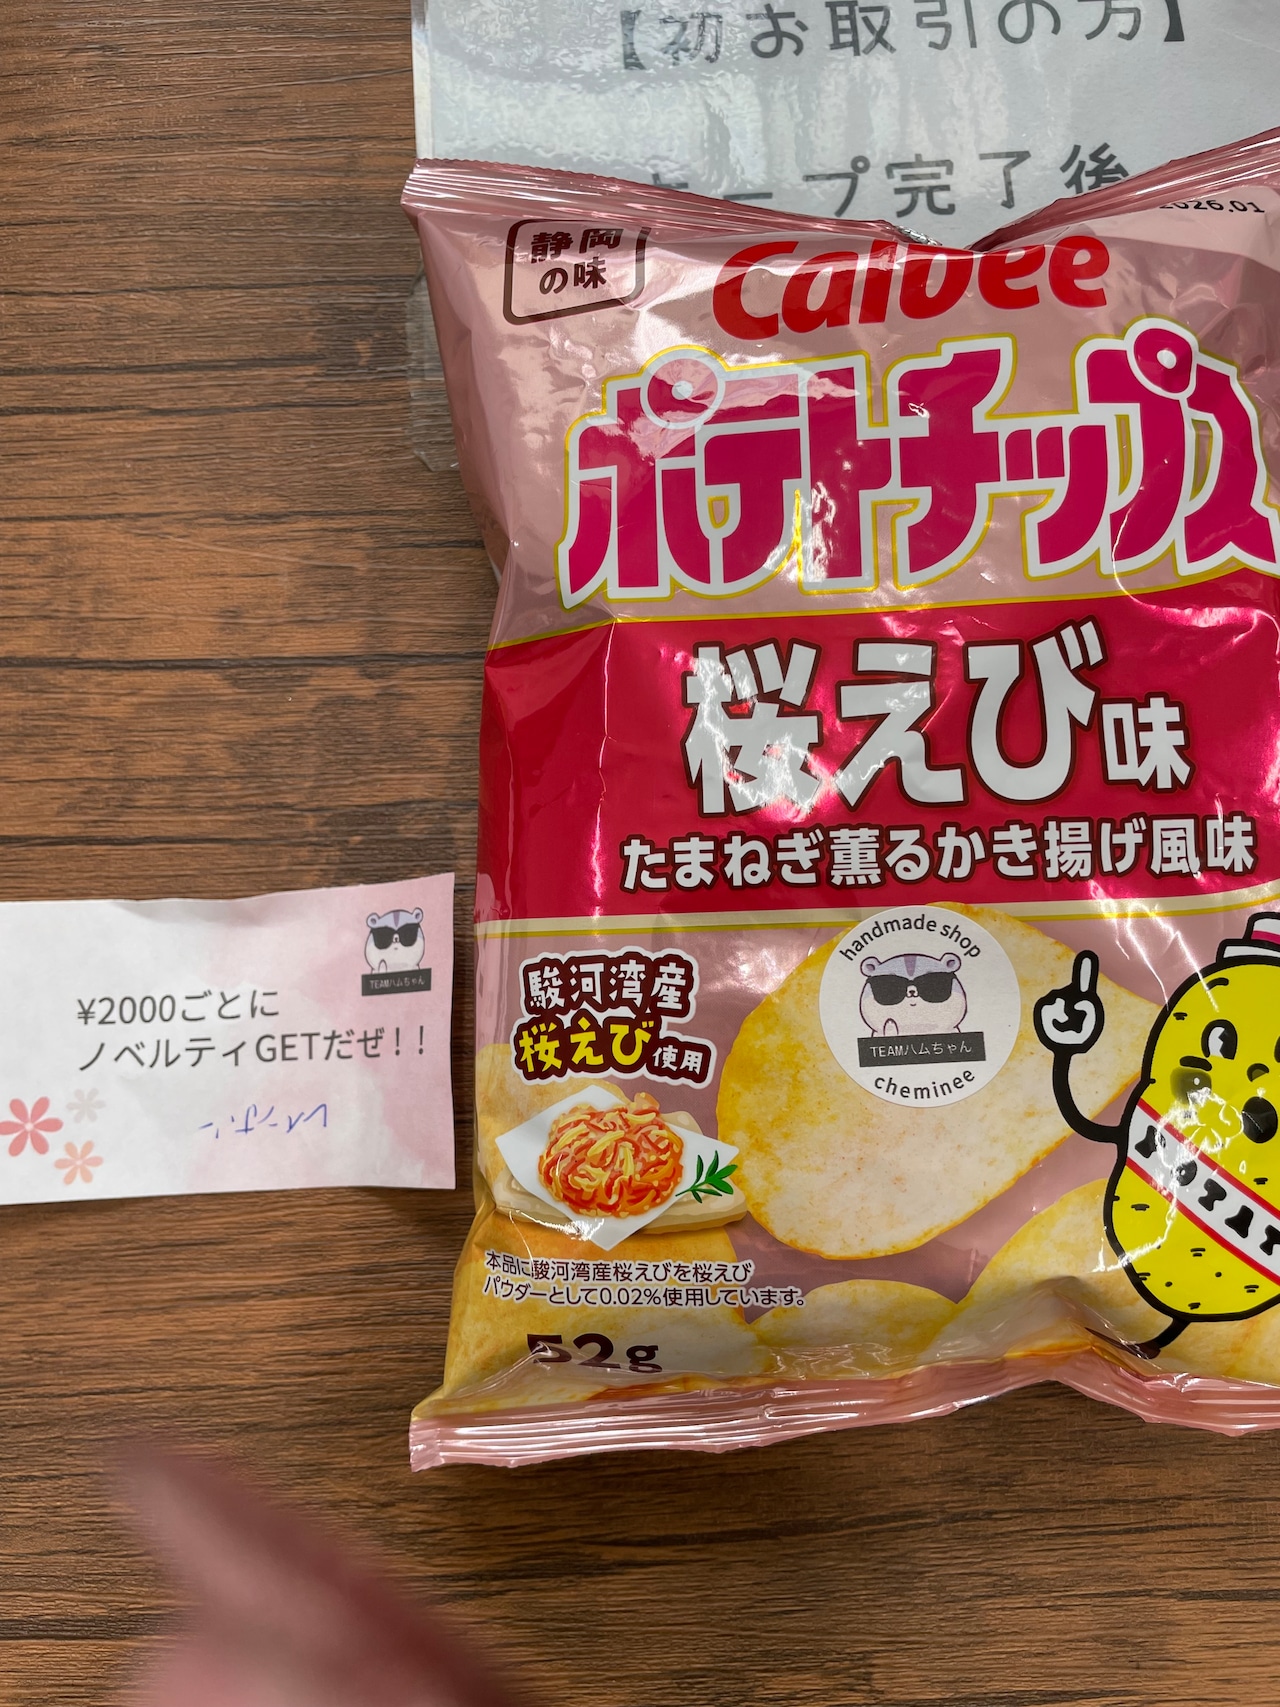 【初お取引の方】
キープ完了後
2026.01
静岡
の味
Calbee
ポテトチップス
桜えび味
たまねぎ薫るかき揚げ風味
駿河湾産
桜えび使用
handmade shop
TEAMハムちゃん
cheminee
POTAT
本品に駿河湾産桜えびを桜えび
パウダーとして0.02%使用しています。
52g
TEAMハムちゃん
¥2000ごとに
ノベルティGETだぜ！！